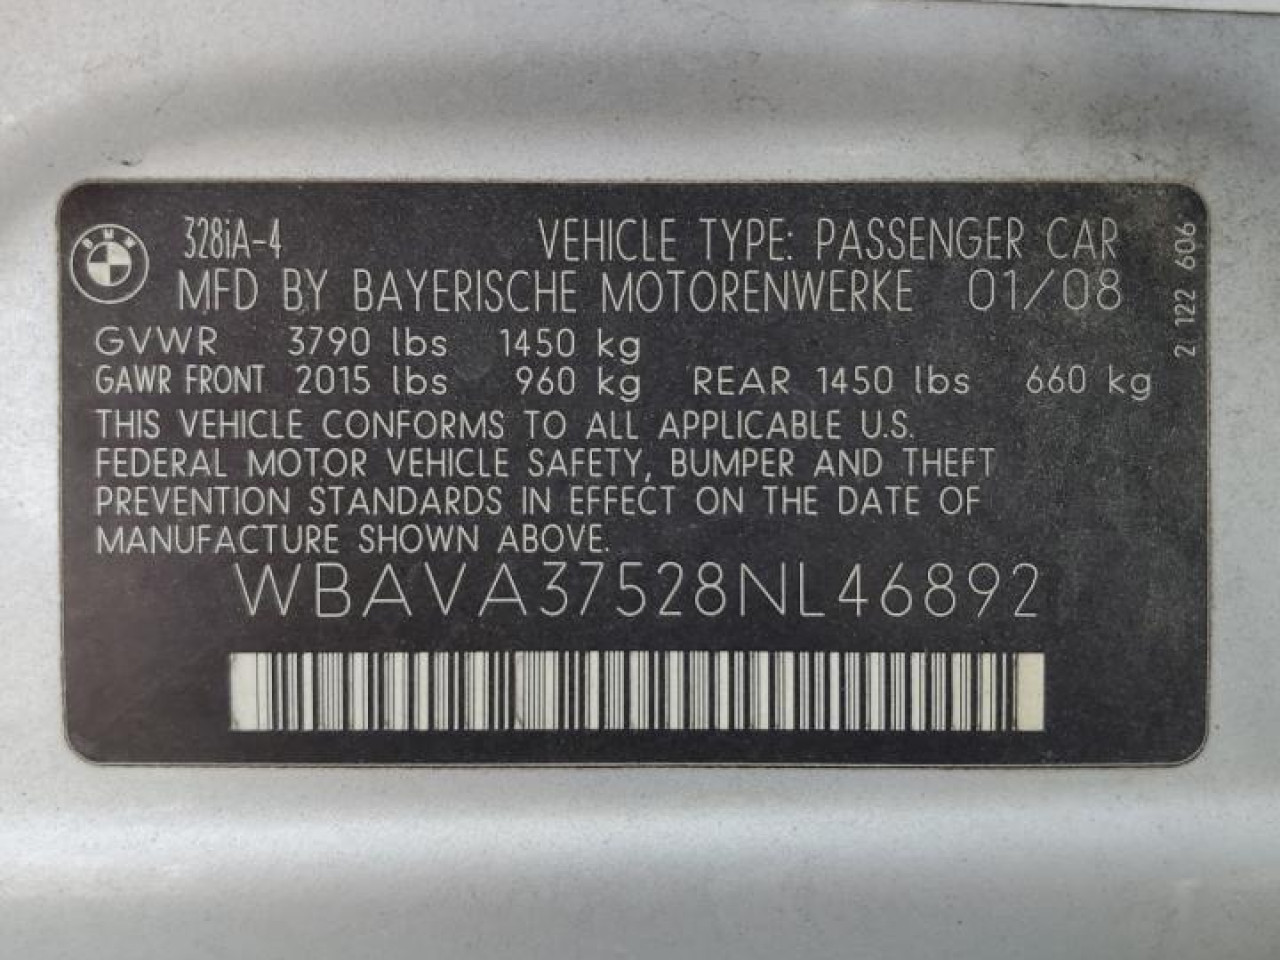 BMW
328iA-4 VEHICLE TYPE: PASSENGER CAR
MFD BY BAYERISCHE MOTORENWERKE 01/08
GVWR 3790 lbs 1450 kg
GAWR FRONT 2015 lbs 960 kg REAR 1450 lbs 660 kg
THIS VEHICLE CONFORMS TO ALL APPLICABLE U.S.
FEDERAL MOTOR VEHICLE SAFETY, BUMPER AND THEFT
PREVENTION STANDARDS IN EFFECT ON THE DATE OF
MANUFACTURE SHOWN ABOVE.
WBAVA37528NL46892
2 122 606